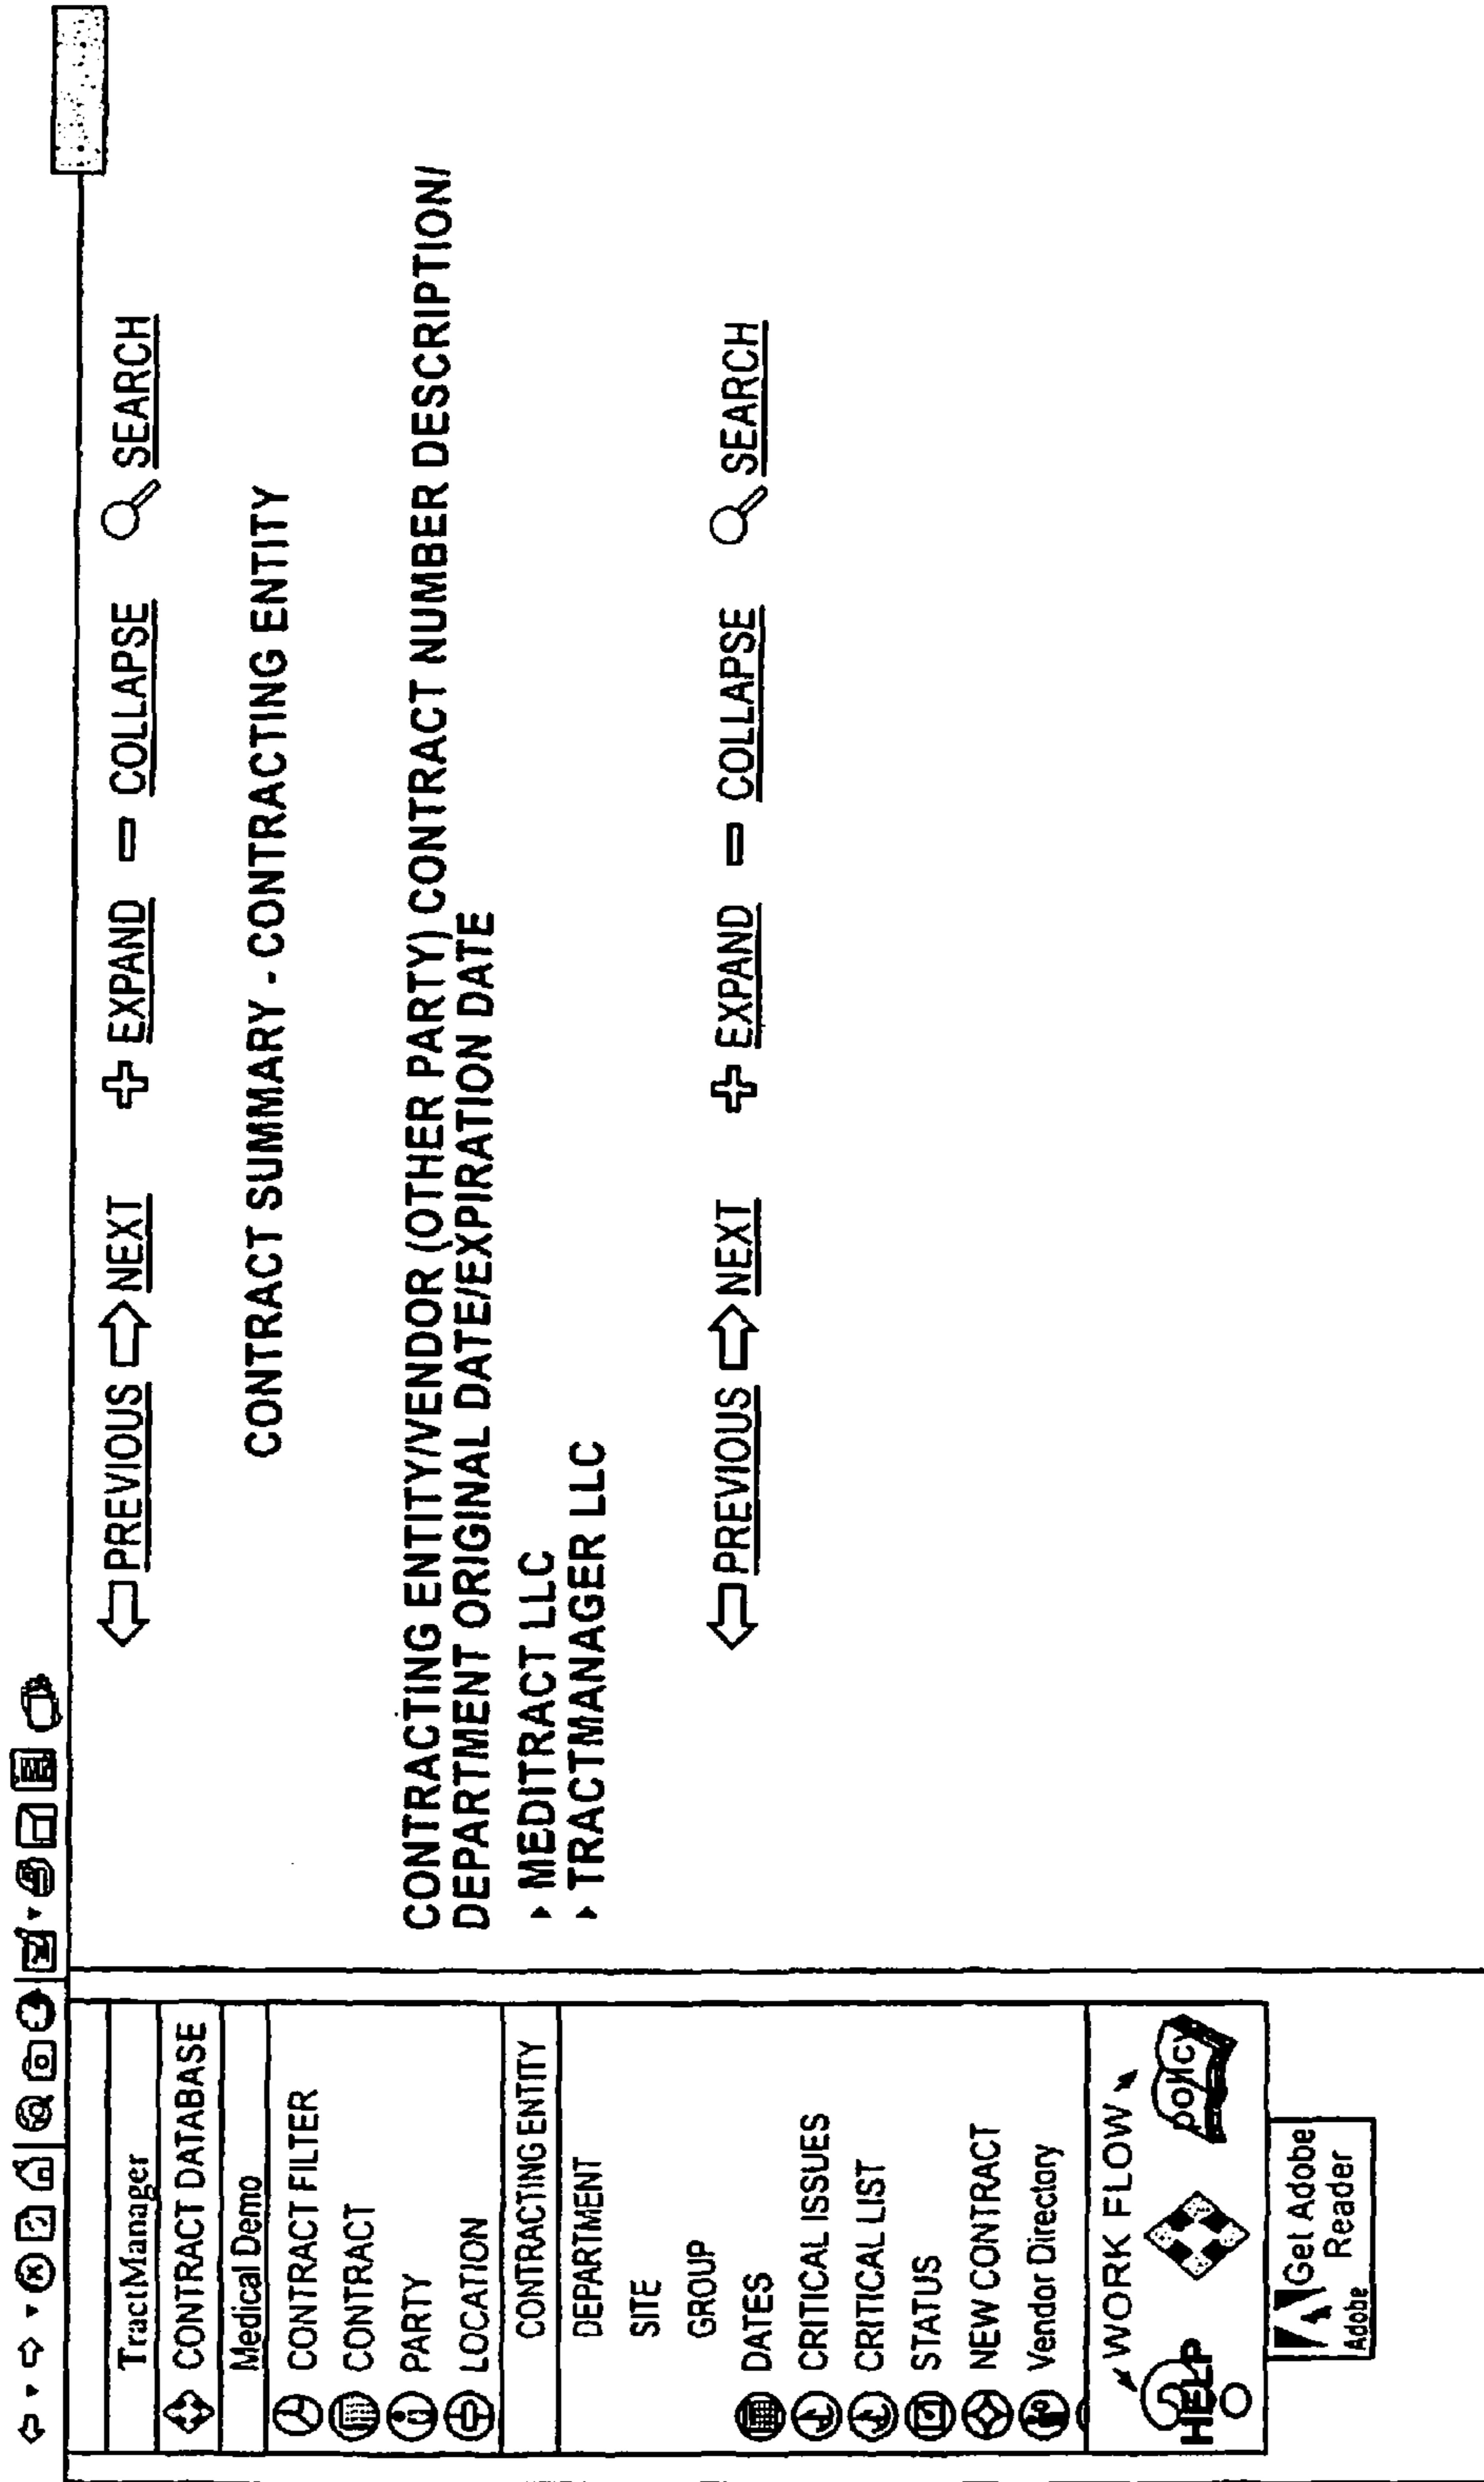 TractManager
CONTRACT DATABASE
Medical Demo
CONTRACT FILTER
CONTRACT
PARTY
LOCATION
CONTRACTING ENTITY
DEPARTMENT
SITE
GROUP
DATES
CRITICAL ISSUES
CRITICAL LIST
STATUS
NEW CONTRACT
Vendor Directory
WORK FLOW
HELP
policy
Get Adobe
Reader
Adobe
PREVIOUS NEXT EXPAND COLLAPSE SEARCH
CONTRACT SUMMARY - CONTRACTING ENTITY
CONTRACTING ENTITY/VENDOR (OTHER PARTY) CONTRACT NUMBER DESCRIPTION/
DEPARTMENT ORIGINAL DATE/EXPIRATION DATE
MEDITRACT LLC
TRACTMANAGER LLC
PREVIOUS NEXT EXPAND COLLAPSE SEARCH